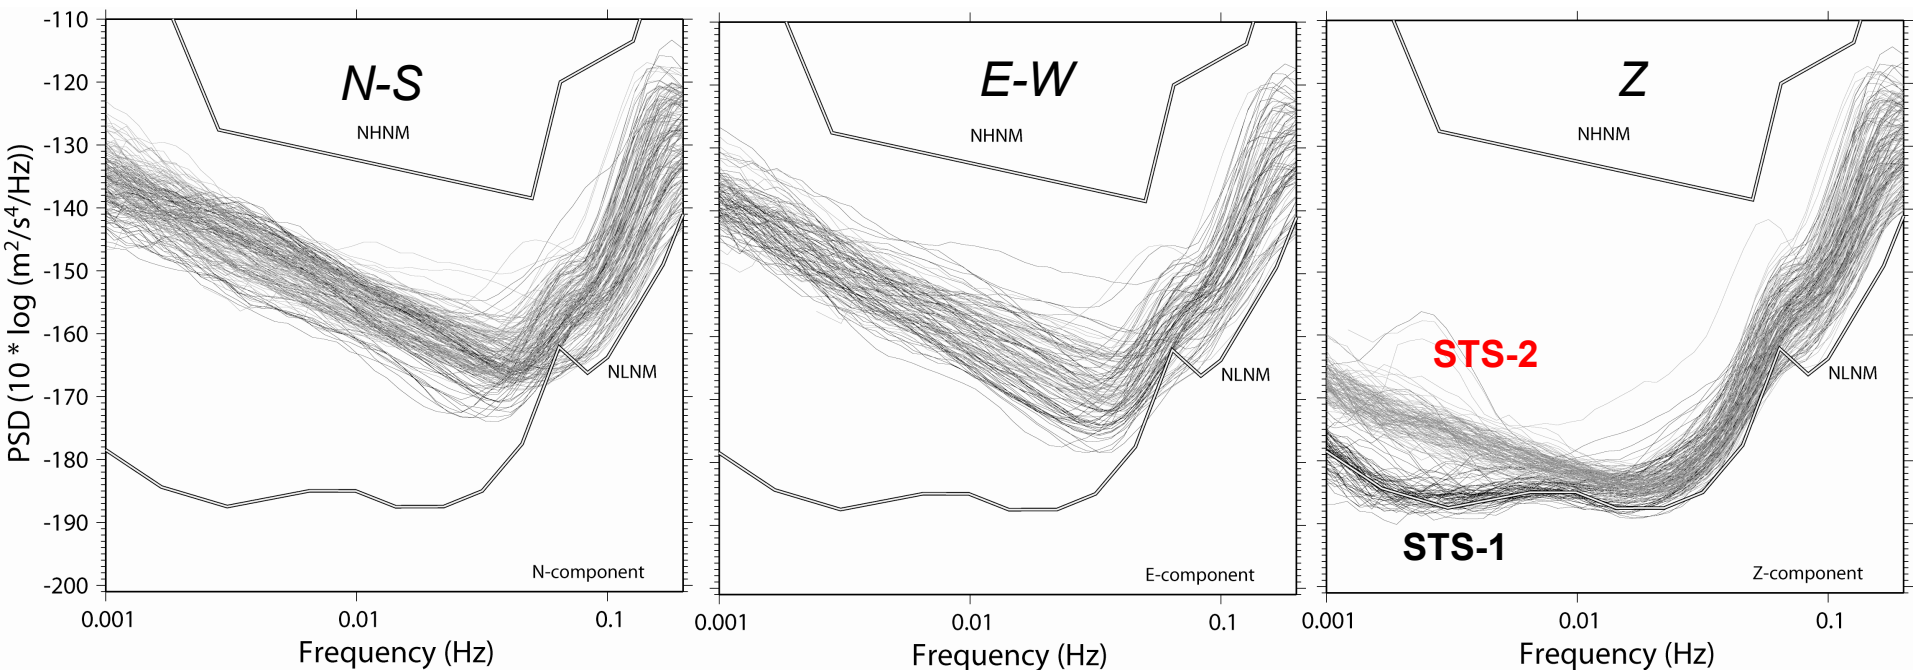 PSD (10 * log (m²/s⁴/Hz))
-110
-120
-130
-140
-150
-160
-170
-180
-190
-200
N-S
NHNM
NLNM
N-component
0.001 0.01 0.1
Frequency (Hz)
E-W
NHNM
NLNM
E-component
0.001 0.01 0.1
Frequency (Hz)
Z
NHNM
STS-2
NLNM
STS-1
Z-component
0.001 0.01 0.1
Frequency (Hz)